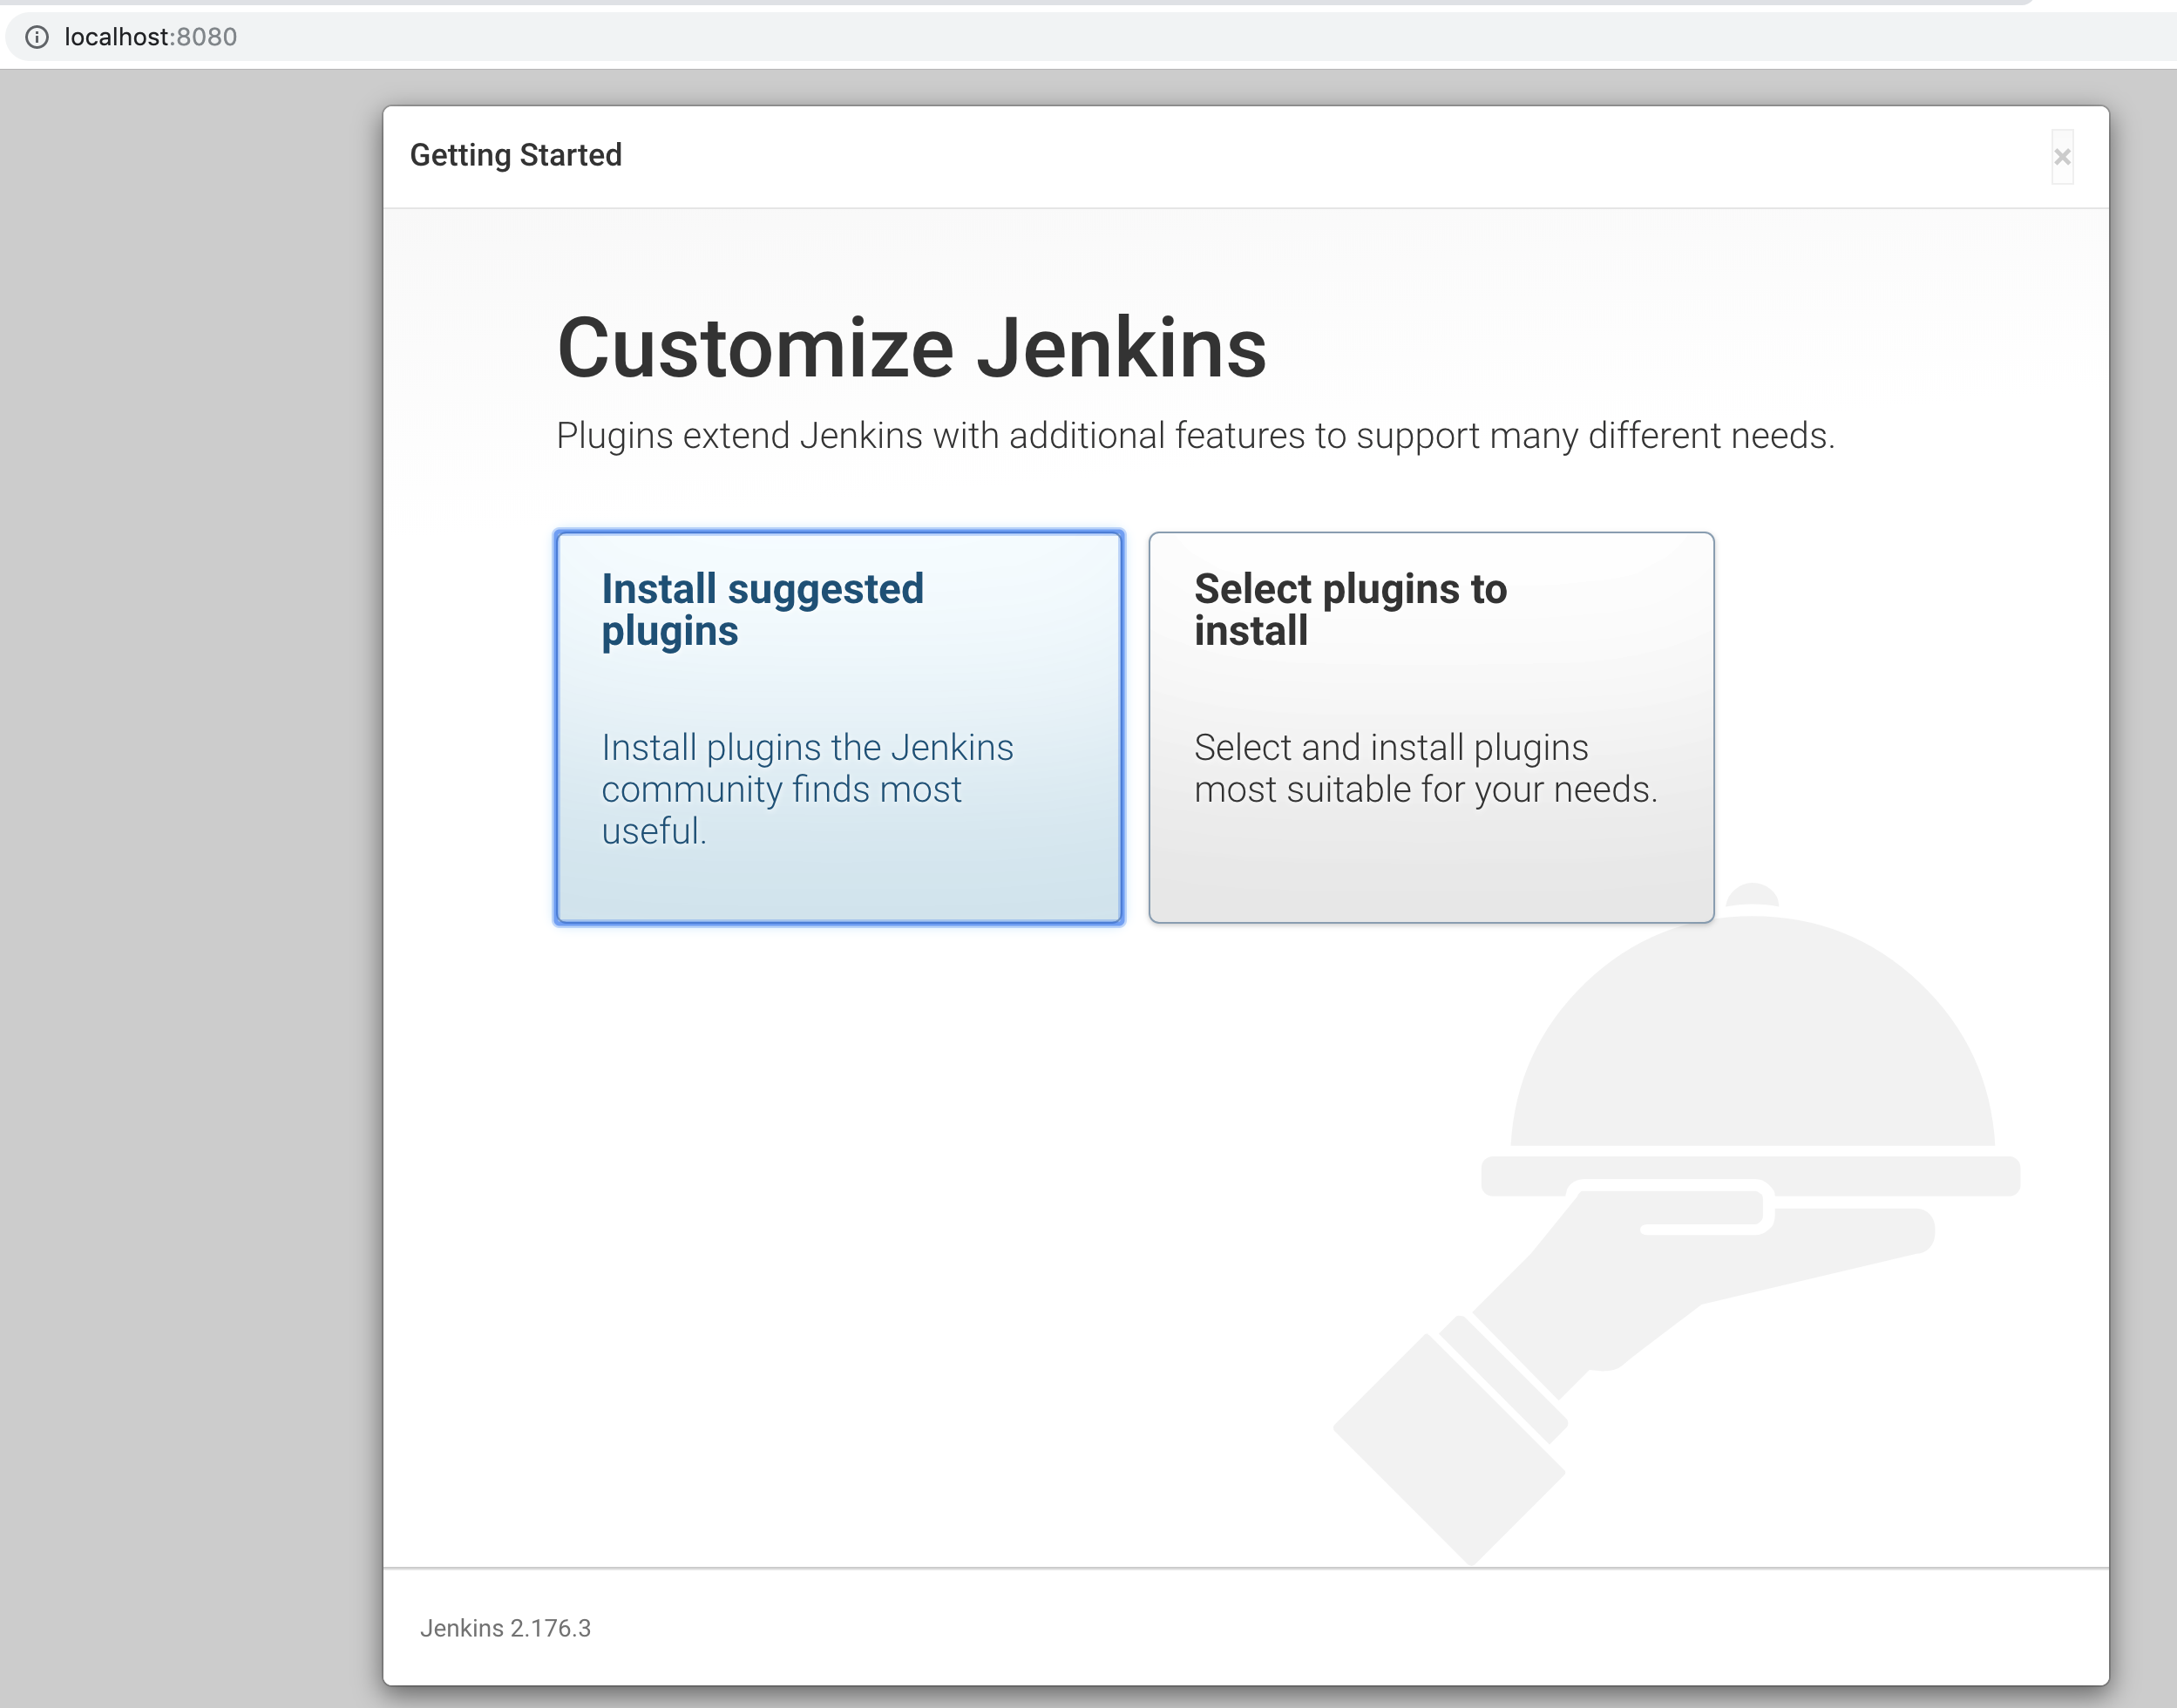 localhost:8080
Getting Started
×
Customize Jenkins
Plugins extend Jenkins with additional features to support many different needs.
Install suggested
plugins
Install plugins the Jenkins
community finds most
useful.
Select plugins to
install
Select and install plugins
most suitable for your needs.
Jenkins 2.176.3